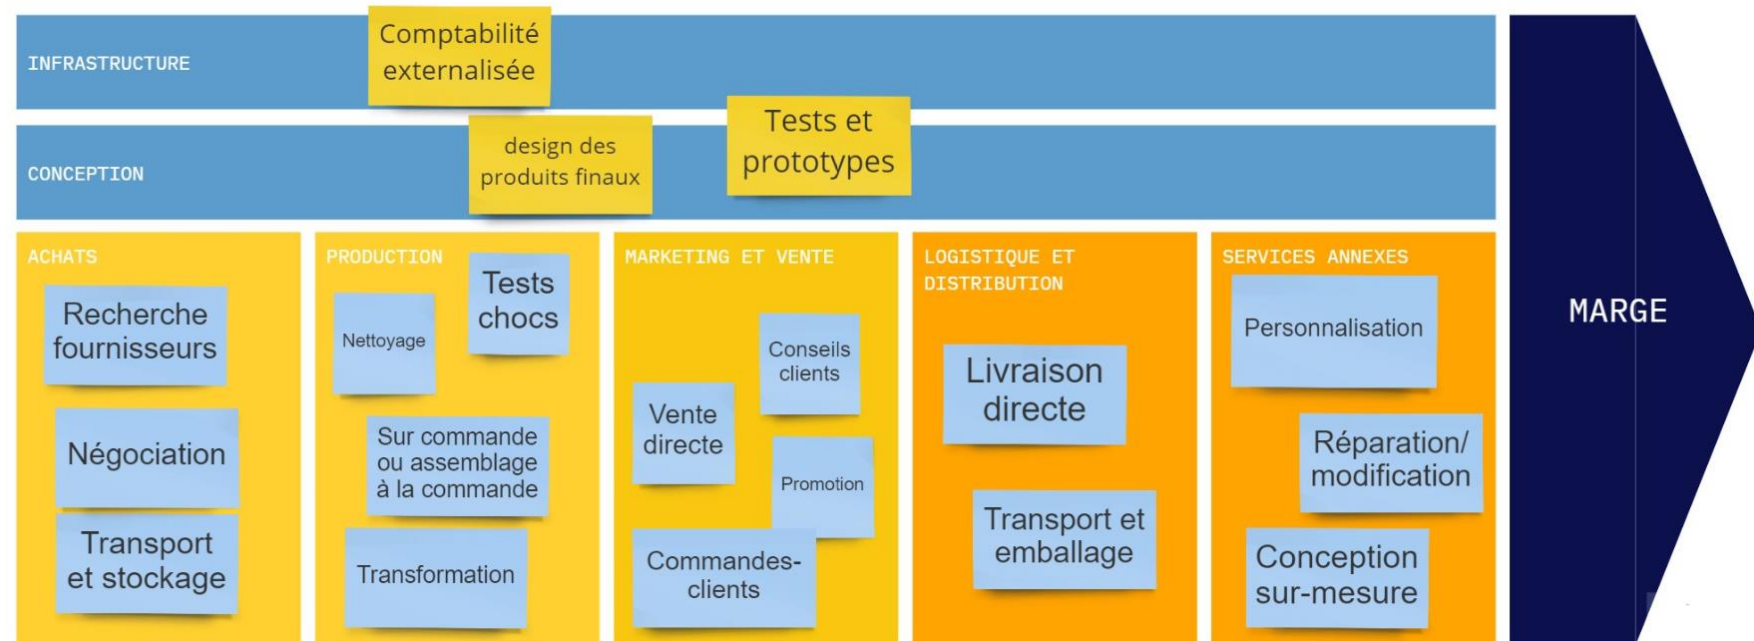 INFRASTRUCTURE
Comptabilité
externalisée
CONCEPTION
design des
produits finaux
Tests et
prototypes
ACHATS
Recherche
fournisseurs
Négociation
Transport
et stockage
PRODUCTION
Tests
chocs
Nettoyage
Sur commande
ou assemblage
à la commande
Transformation
MARKETING ET VENTE
Conseils
clients
Vente
directe
Promotion
Commandes-
clients
LOGISTIQUE ET
DISTRIBUTION
Livraison
directe
Transport et
emballage
SERVICES ANNEXES
Personnalisation
Réparation/
modification
Conception
sur-mesure
MARGE